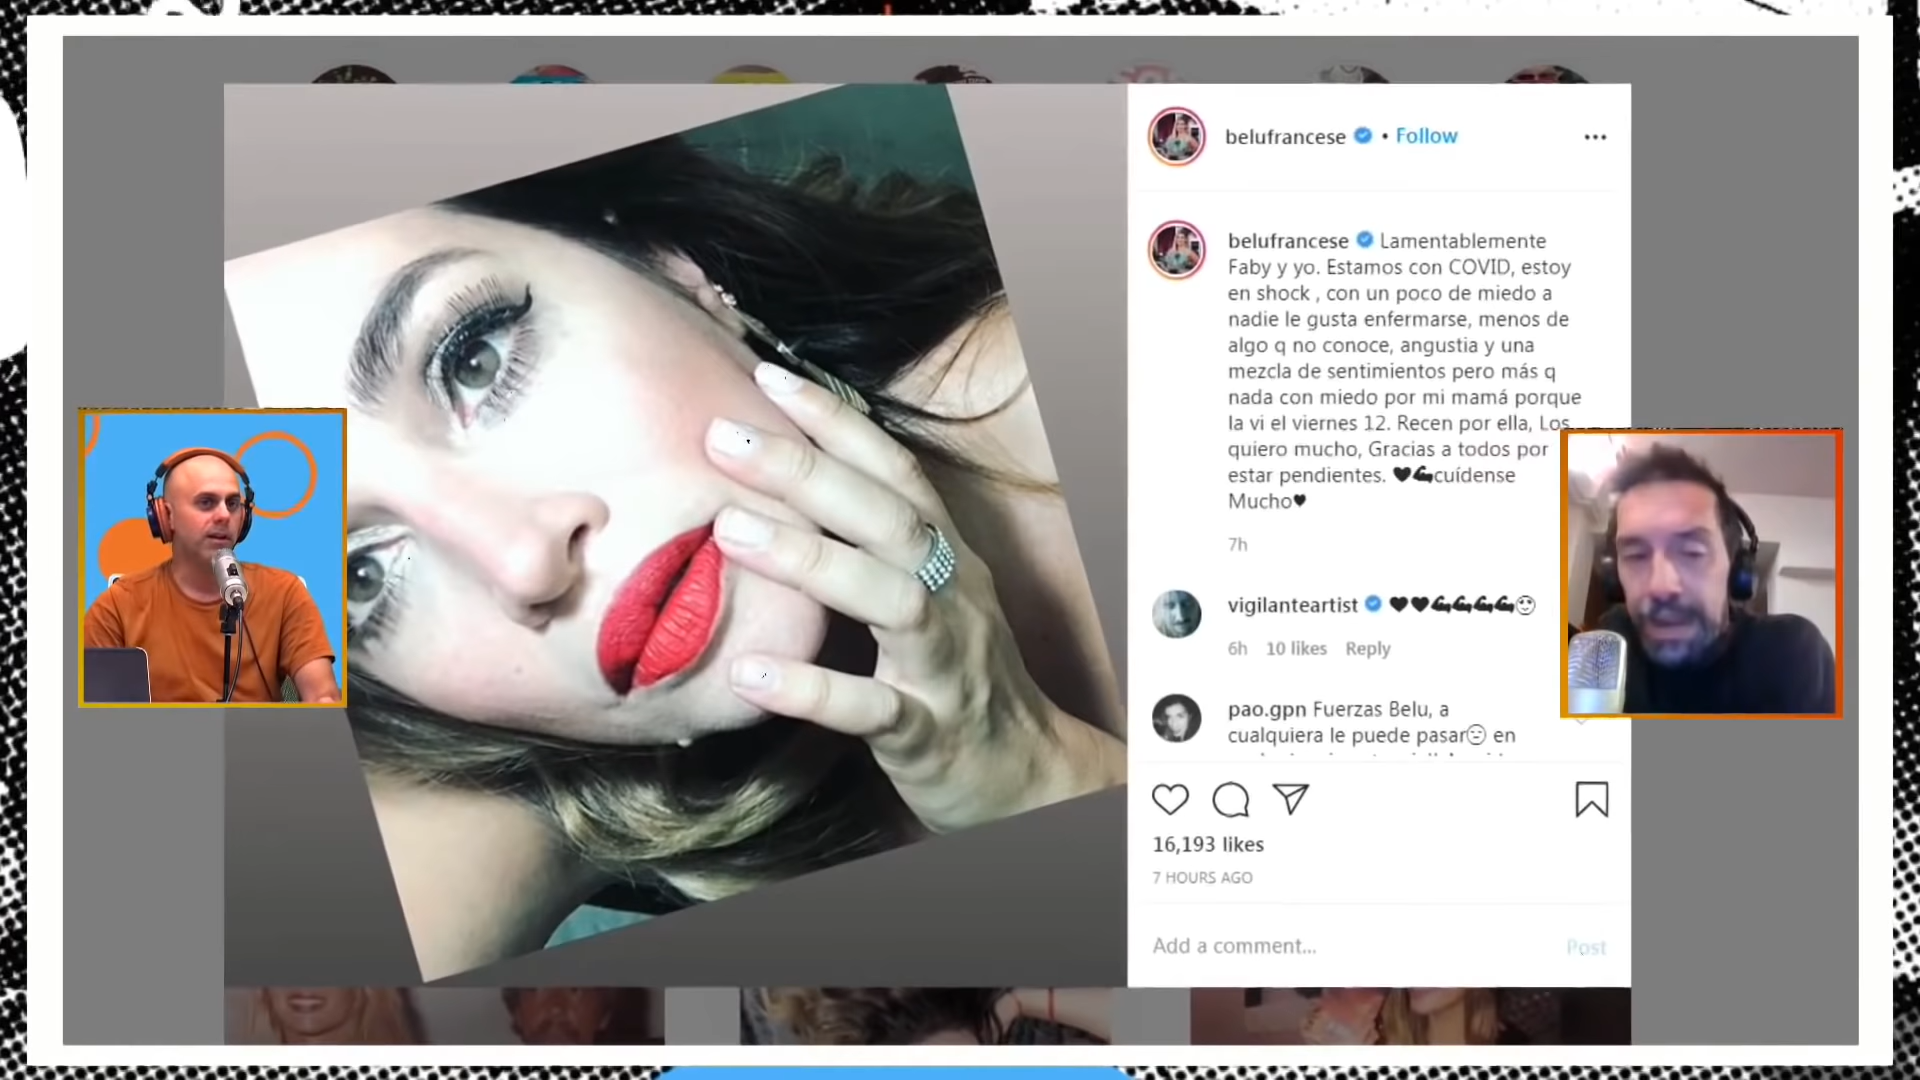 belufrancese • Follow
belufrancese Lamentablemente
Faby y yo. Estamos con COVID, estoy
en shock , con un poco de miedo a
nadie le gusta enfermarse, menos de
algo q no conoce, angustia y una
mezcla de sentimientos pero más q
nada con miedo por mi mamá porque
la vi el viernes 12. Recen por ella, Los
quiero mucho, Gracias a todos por
estar pendientes. ♥💪cuídense
Mucho♥
7h
vigilanteartist ♥♥💪💪💪💪
6h 10 likes Reply
pao.gpn Fuerzas Belu, a
cualquiera le puede pasar en
16,193 likes
7 HOURS AGO
Add a comment... Post